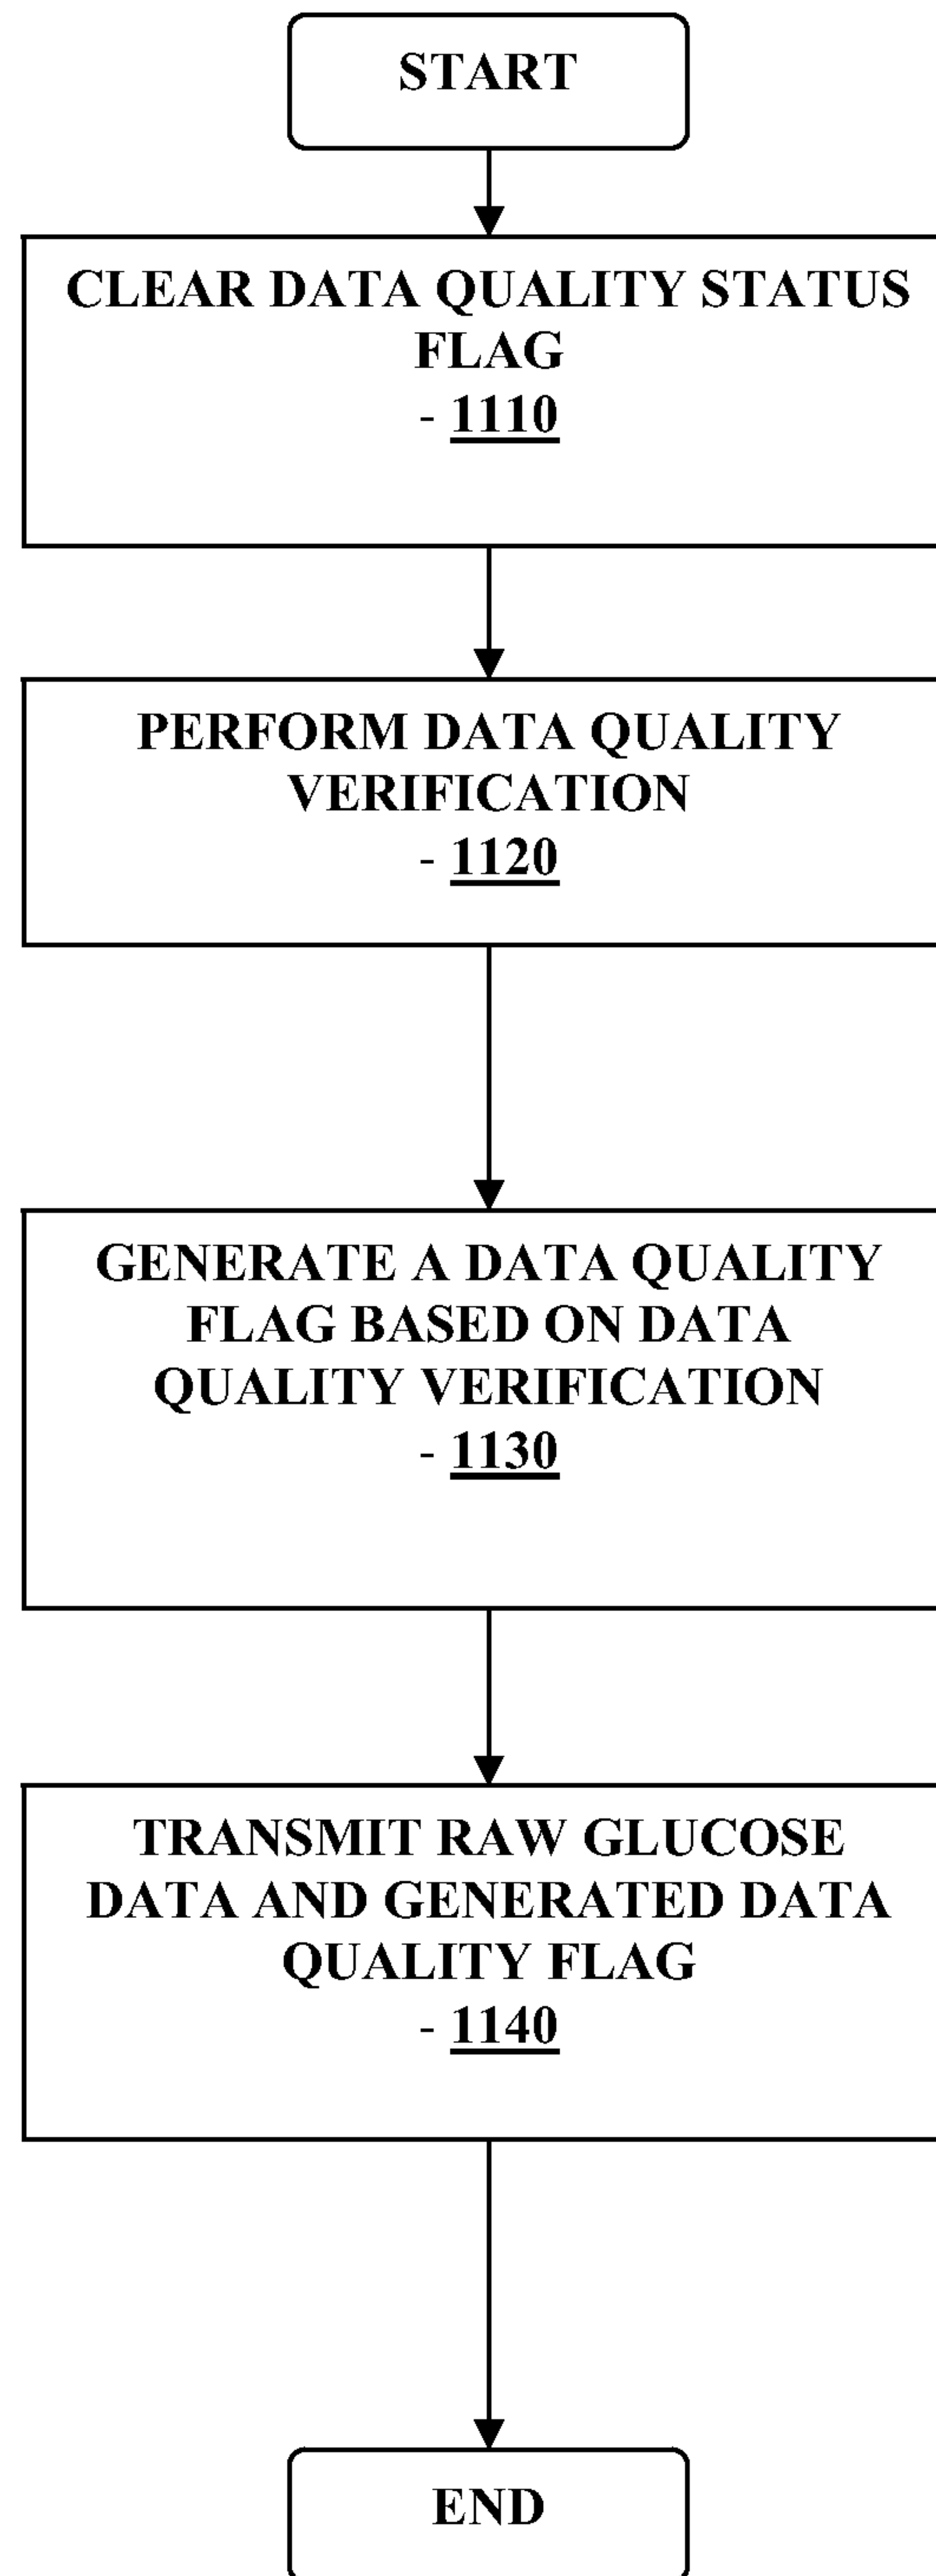 START
CLEAR DATA QUALITY STATUS
FLAG
- 1110
PERFORM DATA QUALITY
VERIFICATION
- 1120
GENERATE A DATA QUALITY
FLAG BASED ON DATA
QUALITY VERIFICATION
- 1130
TRANSMIT RAW GLUCOSE
DATA AND GENERATED DATA
QUALITY FLAG
- 1140
END